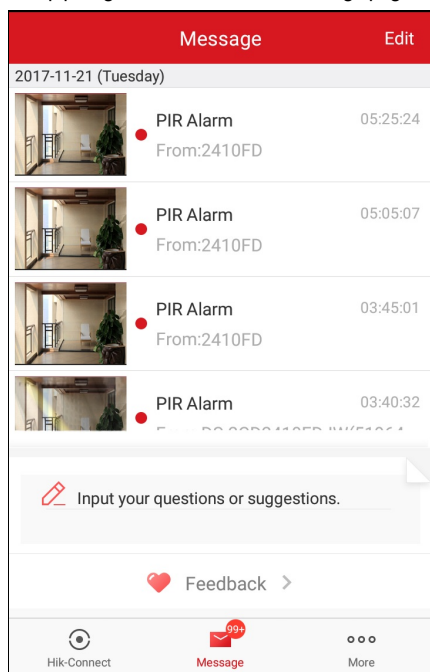 Message Edit
2017-11-21 (Tuesday)
PIR Alarm 05:25:24
From:2410FD
PIR Alarm 05:05:07
From:2410FD
PIR Alarm 03:45:01
From:2410FD
PIR Alarm 03:40:32
Input your questions or suggestions.
Feedback >
99+
Hik-Connect Message More